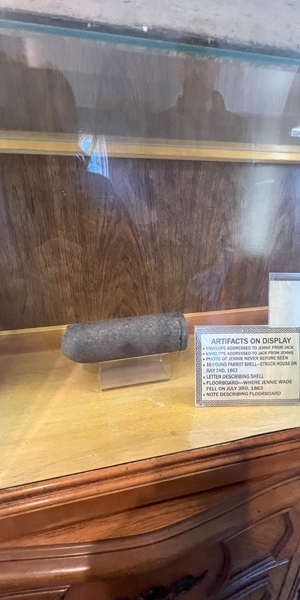 ARTIFACTS ON DISPLAY
• ENVELOPE ADDRESSED TO JENNIE FROM JACK
• ENVELOPE ADDRESSED TO JACK FROM JENNIE
• PHOTO OF JENNIE NEVER BEFORE SEEN
• 10 POUND PARROT SHELL–STRUCK HOUSE ON
JULY 2ND, 1863
• LETTER DESCRIBING SHELL
• FLOORBOARD–WHERE JENNIE WADE
FELL ON JULY 3RD, 1863
• NOTE DESCRIBING FLOORBOARD